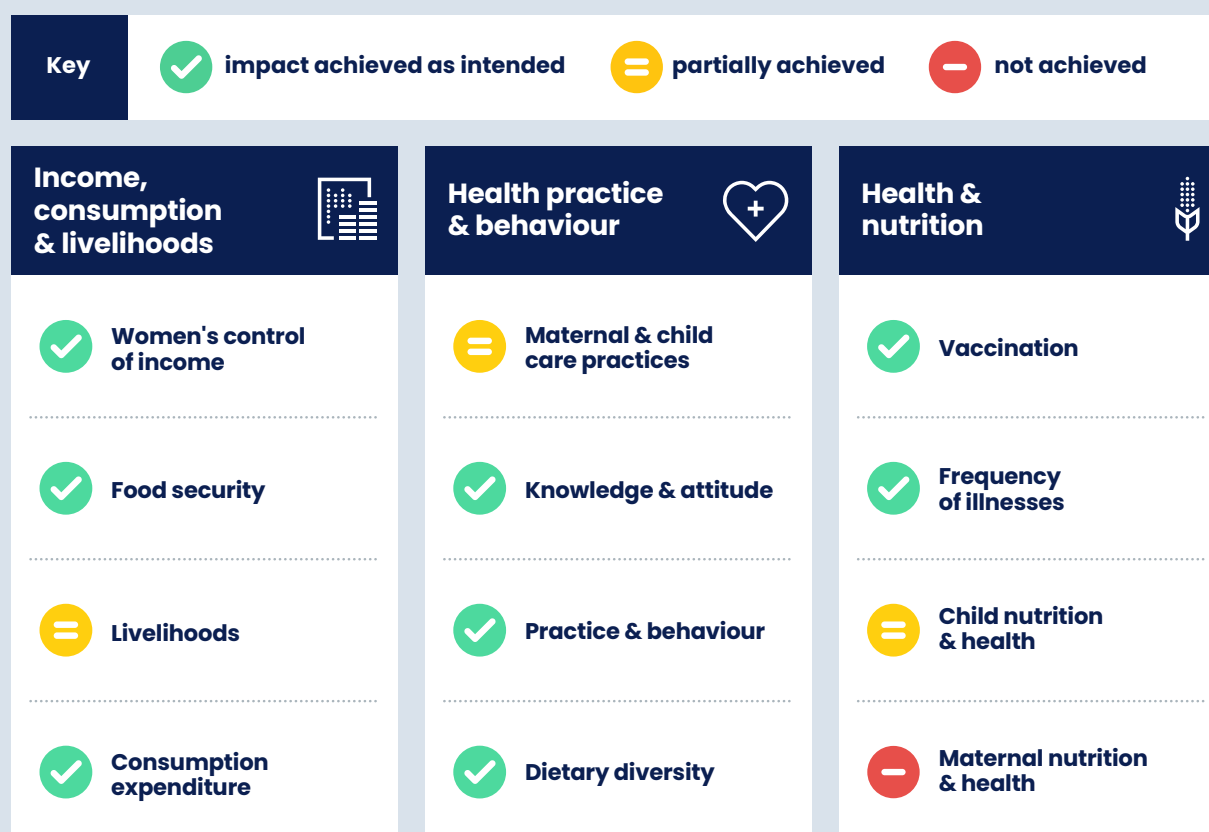 Key
impact achieved as intended
partially achieved
not achieved
Income,
consumption
& livelihoods
Women's control
of income
Food security
Livelihoods
Consumption
expenditure
Health practice
& behaviour
Maternal & child
care practices
Knowledge & attitude
Practice & behaviour
Dietary diversity
Health &
nutrition
Vaccination
Frequency
of illnesses
Child nutrition
& health
Maternal nutrition
& health